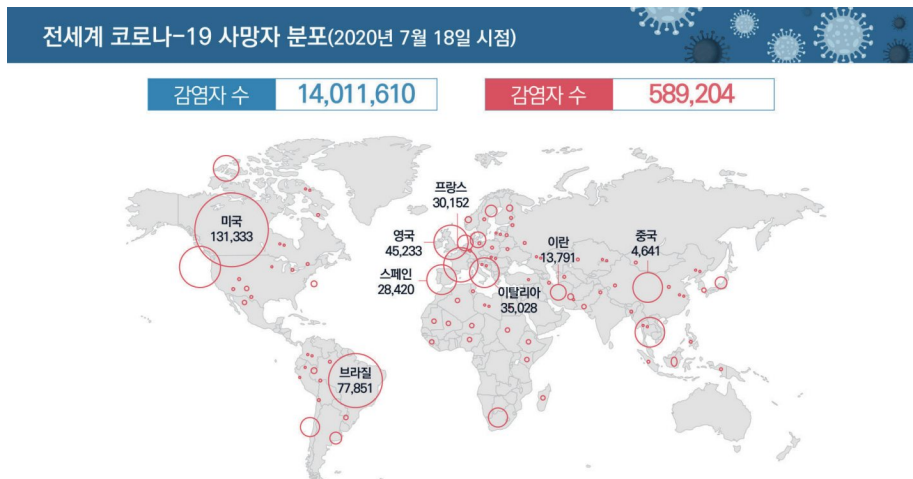 전세계 코로나-19 사망자 분포(2020년 7월 18일 시점)
감염자 수 14,011,610
감염자 수 589,204
프랑스
30,152
미국
131,333
영국
45,233
이란
13,791
중국
4,641
스페인
28,420
이탈리아
35,028
브라질
77,851